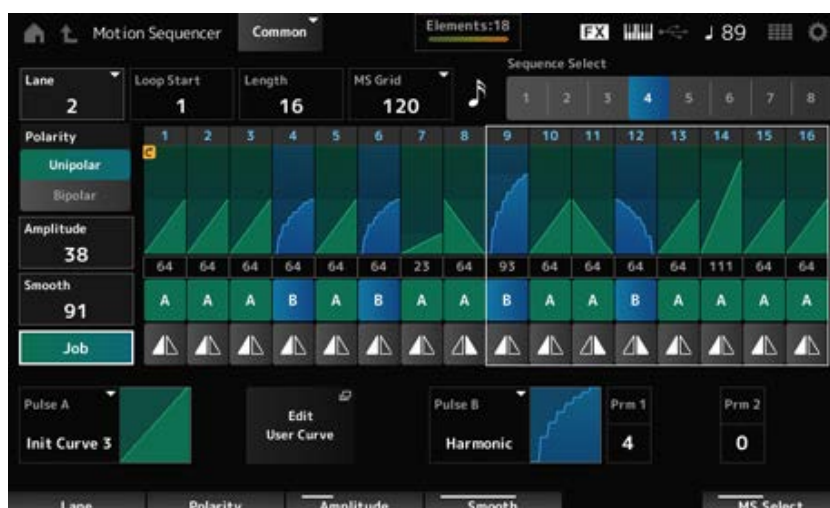 Motion Sequencer Common Elements:18 FX ♩ 89
Lane Loop Start Length MS Grid Sequence Select
2 1 16 120 1 2 3 4 5 6 7 8
Polarity 1 2 3 4 5 6 7 8 9 10 11 12 13 14 15 16
C
Unipolar
Bipolar
Amplitude
38
64 64 64 64 64 64 23 64 93 64 64 64 64 111 64 64
Smooth
91
A A A B A B A A B A A B A A A A
Job
Pulse A
Init Curve 3
Edit
User Curve
Pulse B
Harmonic
Prm 1
4
Prm 2
0
Lane Polarity Amplitude Smooth MS Select